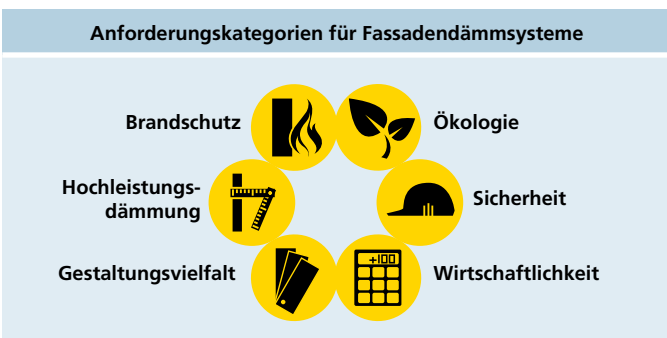 Anforderungskategorien für Fassadendämmsysteme
Brandschutz
Ökologie
Hochleistungs-
dämmung
Sicherheit
Gestaltungsvielfalt
+100
Wirtschaftlichkeit